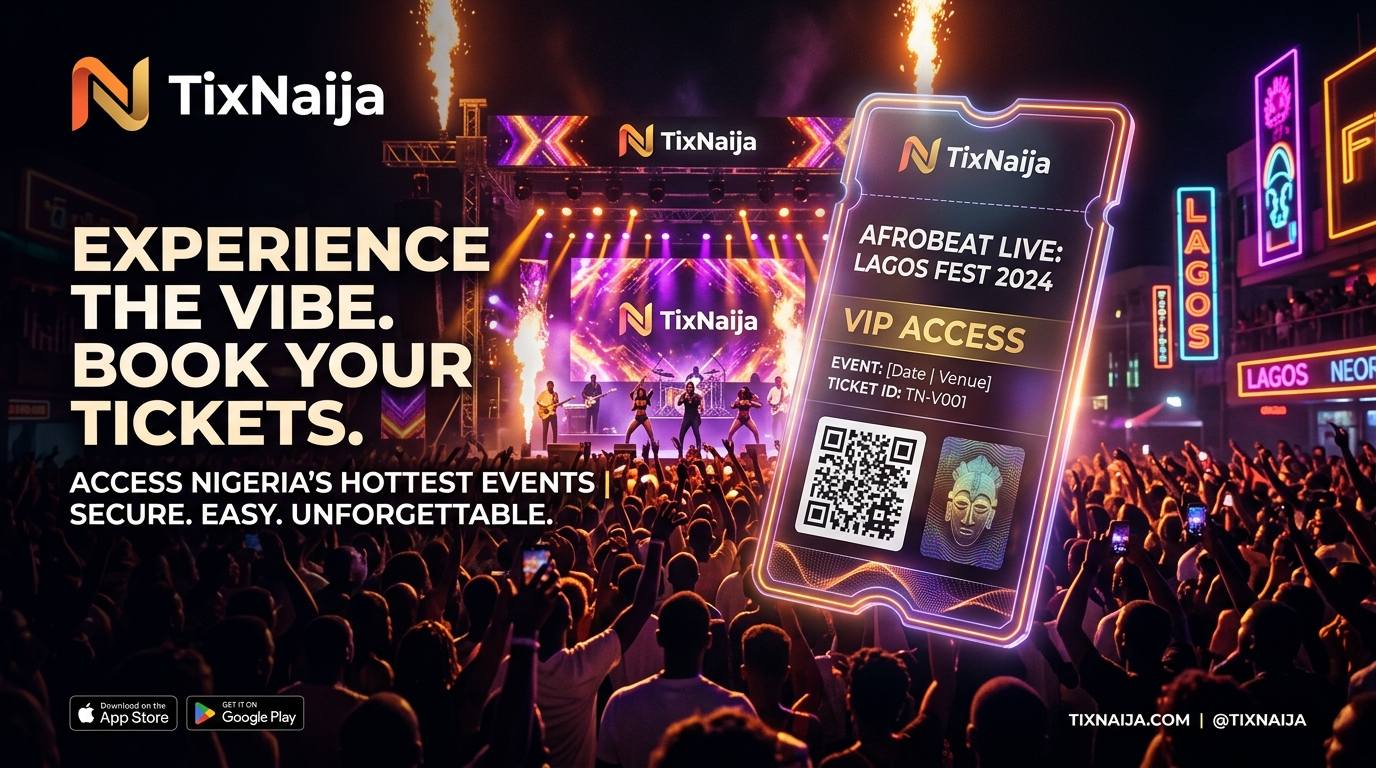 TixNaija
EXPERIENCE
THE VIBE.
BOOK YOUR
TICKETS.
ACCESS NIGERIA'S HOTTEST EVENTS |
SECURE. EASY. UNFORGETTABLE.
Download on the
App Store
GET IT ON
Google Play
TixNaija
TixNaija
TixNaija
AFROBEAT LIVE:
LAGOS FEST 2024
VIP ACCESS
EVENT: [Date | Venue]
TICKET ID: TN-V001
LAGOS
LAGOS NEOR
F
TIXNAIJA.COM | @TIXNAIJA